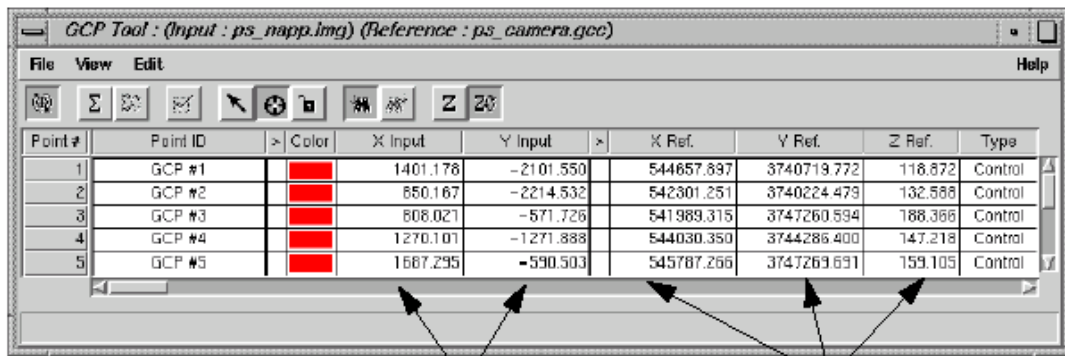 GCP Tool : (Input : ps_napp.img) (Reference : ps_camera.gcc)
File View Edit Help
Σ Z
Point # Point ID > Color X Input Y Input > X Ref. Y Ref. Z Ref. Type
1 GCP #1 1401.178 -2101.550 544657.897 3740719.772 118.872 Control
2 GCP #2 850.167 -2214.532 542301.251 3740224.479 132.588 Control
3 GCP #3 808.021 -571.726 541989.315 3747260.594 188.366 Control
4 GCP #4 1270.101 -1271.888 544030.350 3744286.400 147.218 Control
5 GCP #5 1687.295 -590.503 545787.266 3747269.691 159.105 Control